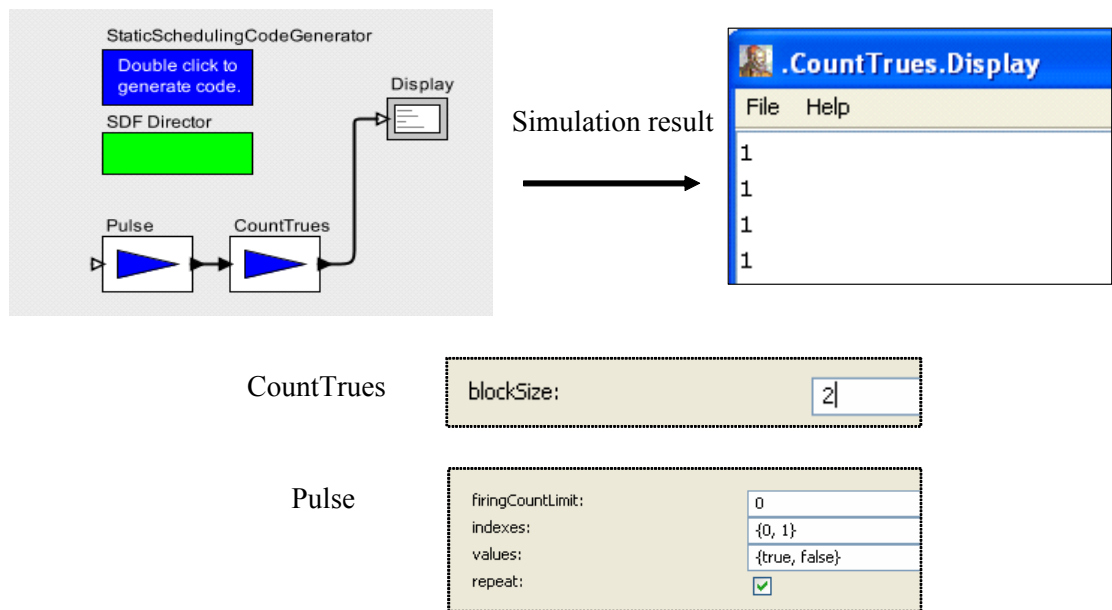 StaticSchedulingCodeGenerator
Double click to
generate code.
SDF Director
Display
Pulse
CountTrues
Simulation result
.CountTrues.Display
File Help
1
1
1
1
CountTrues
blockSize: 2
Pulse
firingCountLimit: 0
indexes: {0, 1}
values: {true, false}
repeat: